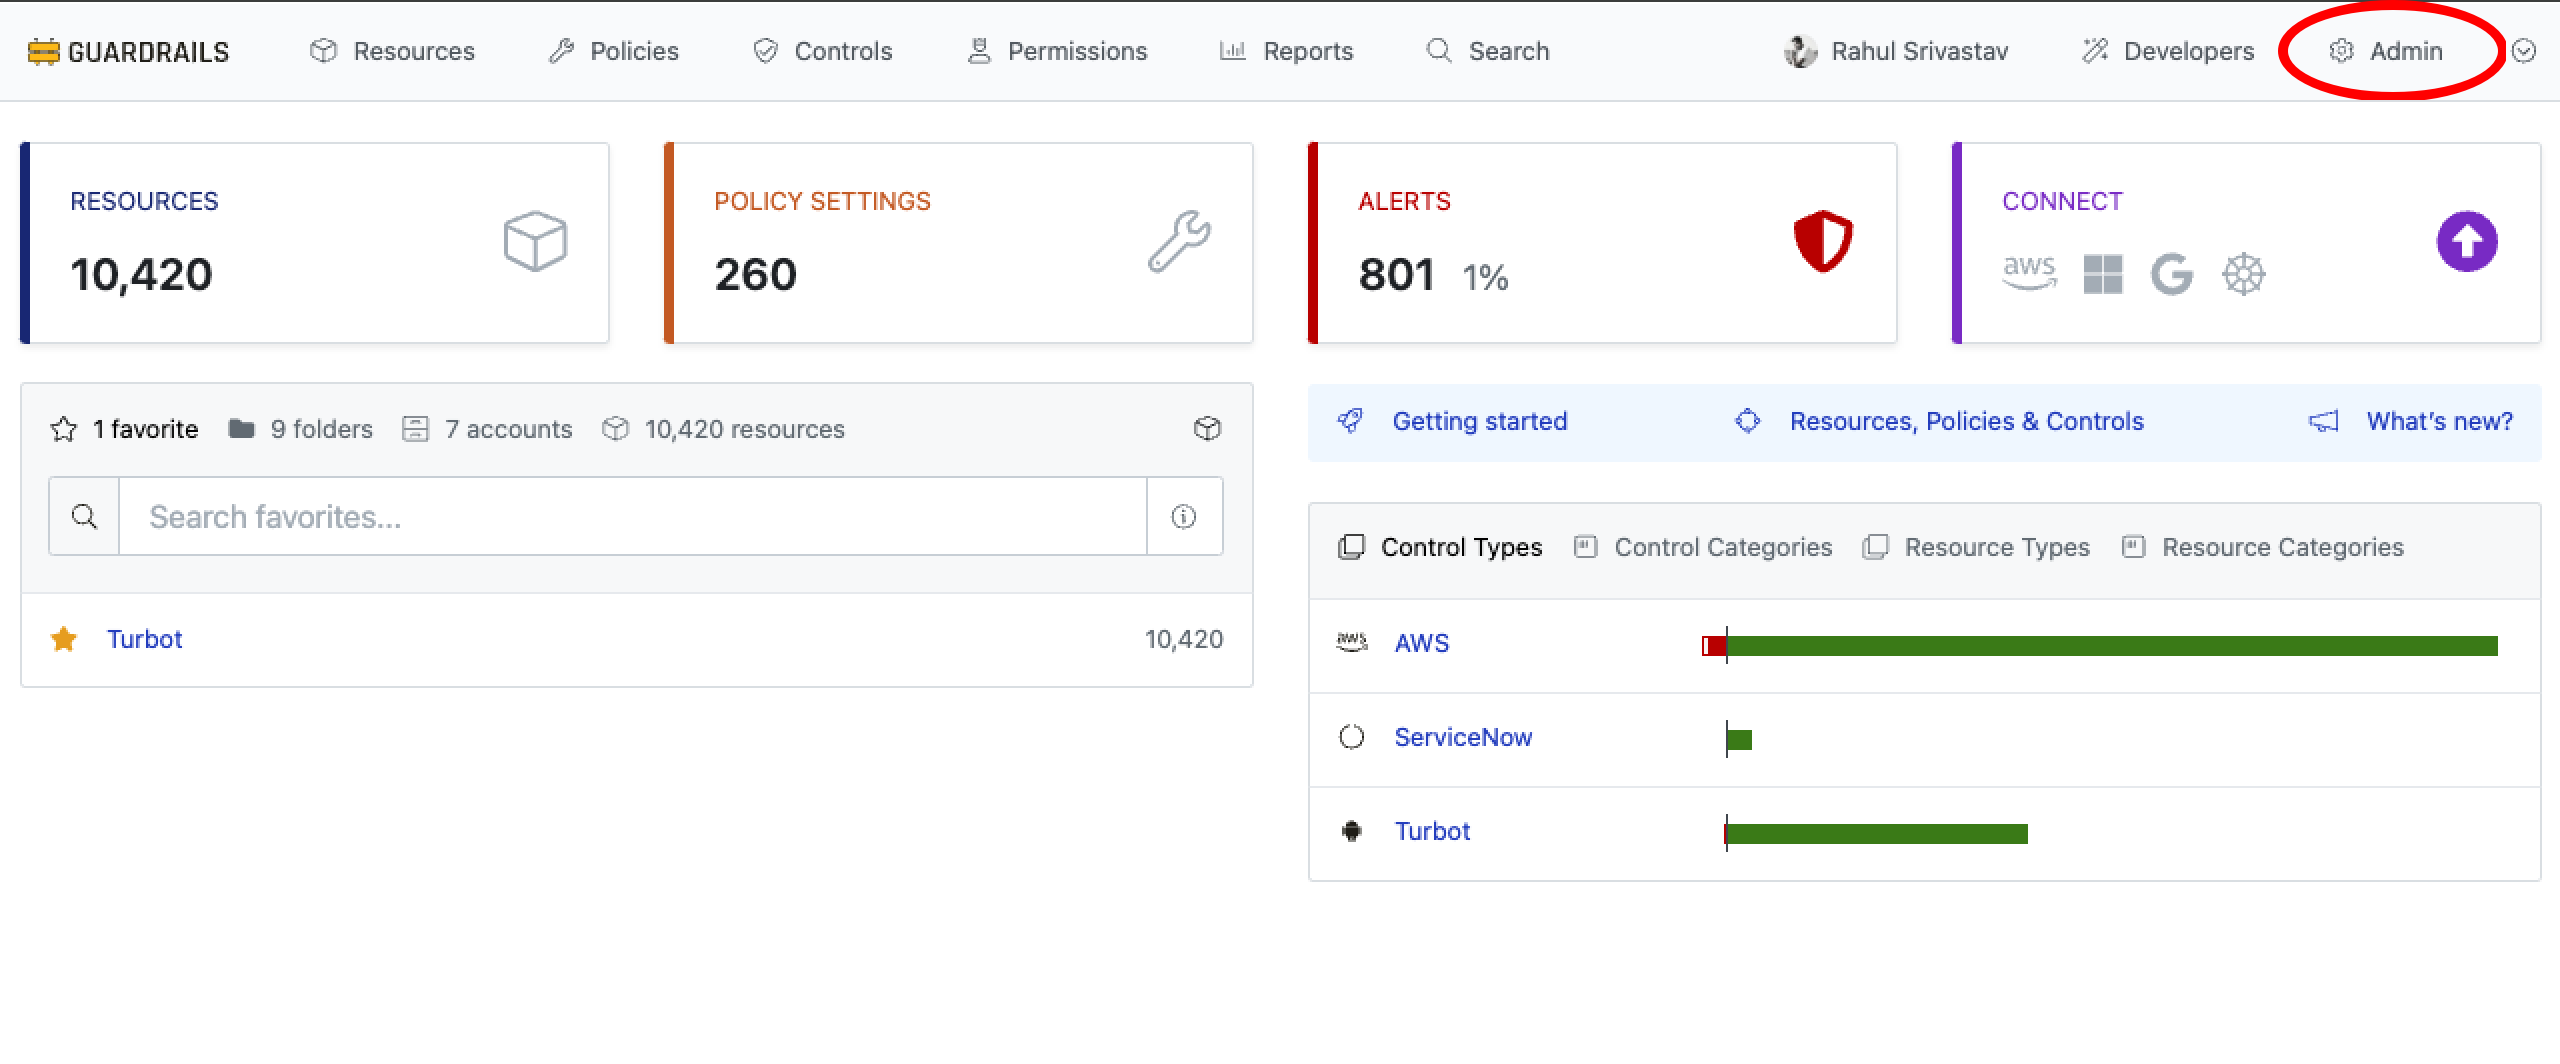 GUARDRAILS Resources Policies Controls Permissions Reports Search Rahul Srivastav Developers Admin
RESOURCES
10,420
POLICY SETTINGS
260
ALERTS
801 1%
CONNECT
aws
1 favorite 9 folders 7 accounts 10,420 resources
Search favorites...
Turbot 10,420
Getting started Resources, Policies & Controls What's new?
Control Types Control Categories Resource Types Resource Categories
aws AWS
ServiceNow
Turbot